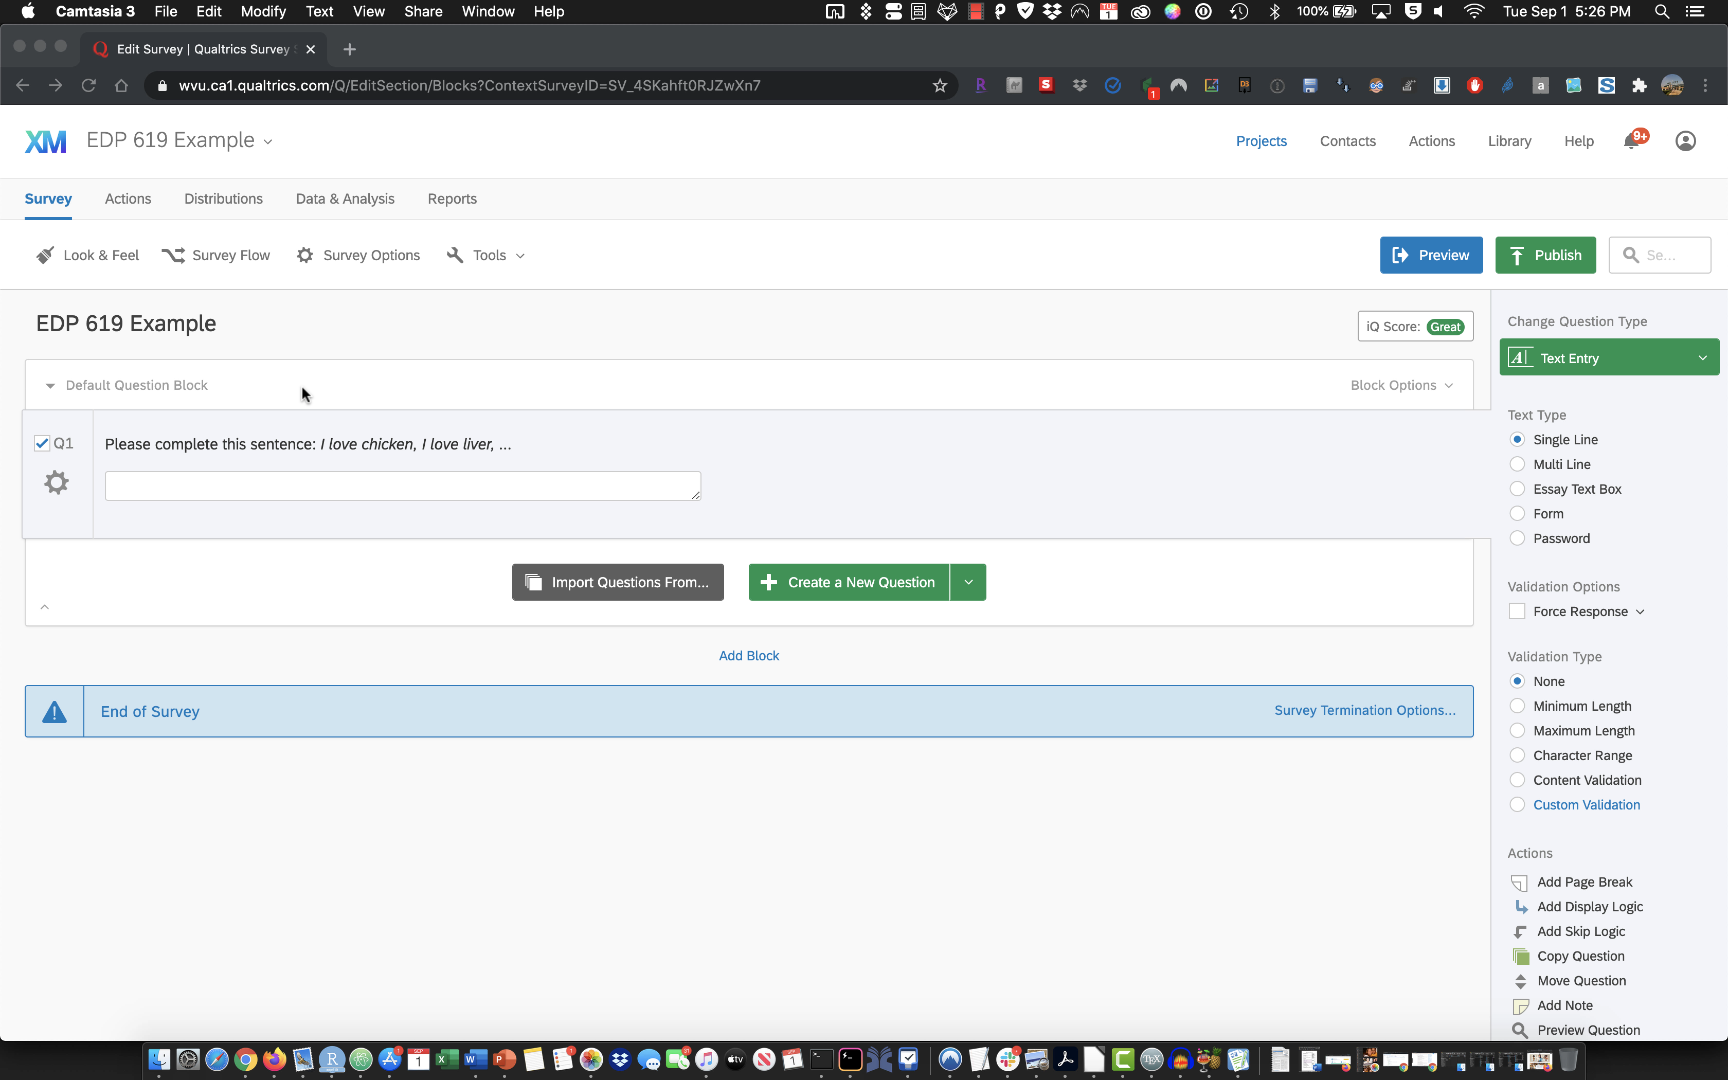 Camtasia 3 File Edit Modify Text View Share Window Help
100% Tue Sep 1 5:26 PM
Edit Survey | Qualtrics Survey
wvu.ca1.qualtrics.com/Q/EditSection/Blocks?ContextSurveyID=SV_4SKahft0RJZwXn7
XM EDP 619 Example
Projects Contacts Actions Library Help 9+
Survey Actions Distributions Data & Analysis Reports
Look & Feel Survey Flow Survey Options Tools
Preview Publish Se...
EDP 619 Example
iQ Score: Great
Default Question Block
Block Options
Q1
Please complete this sentence: I love chicken, I love liver, ...
Import Questions From...
Create a New Question
Add Block
End of Survey
Survey Termination Options...
Change Question Type
Text Entry
Text Type
Single Line
Multi Line
Essay Text Box
Form
Password
Validation Options
Force Response
Validation Type
None
Minimum Length
Maximum Length
Character Range
Content Validation
Custom Validation
Actions
Add Page Break
Add Display Logic
Add Skip Logic
Copy Question
Move Question
Add Note
Preview Question